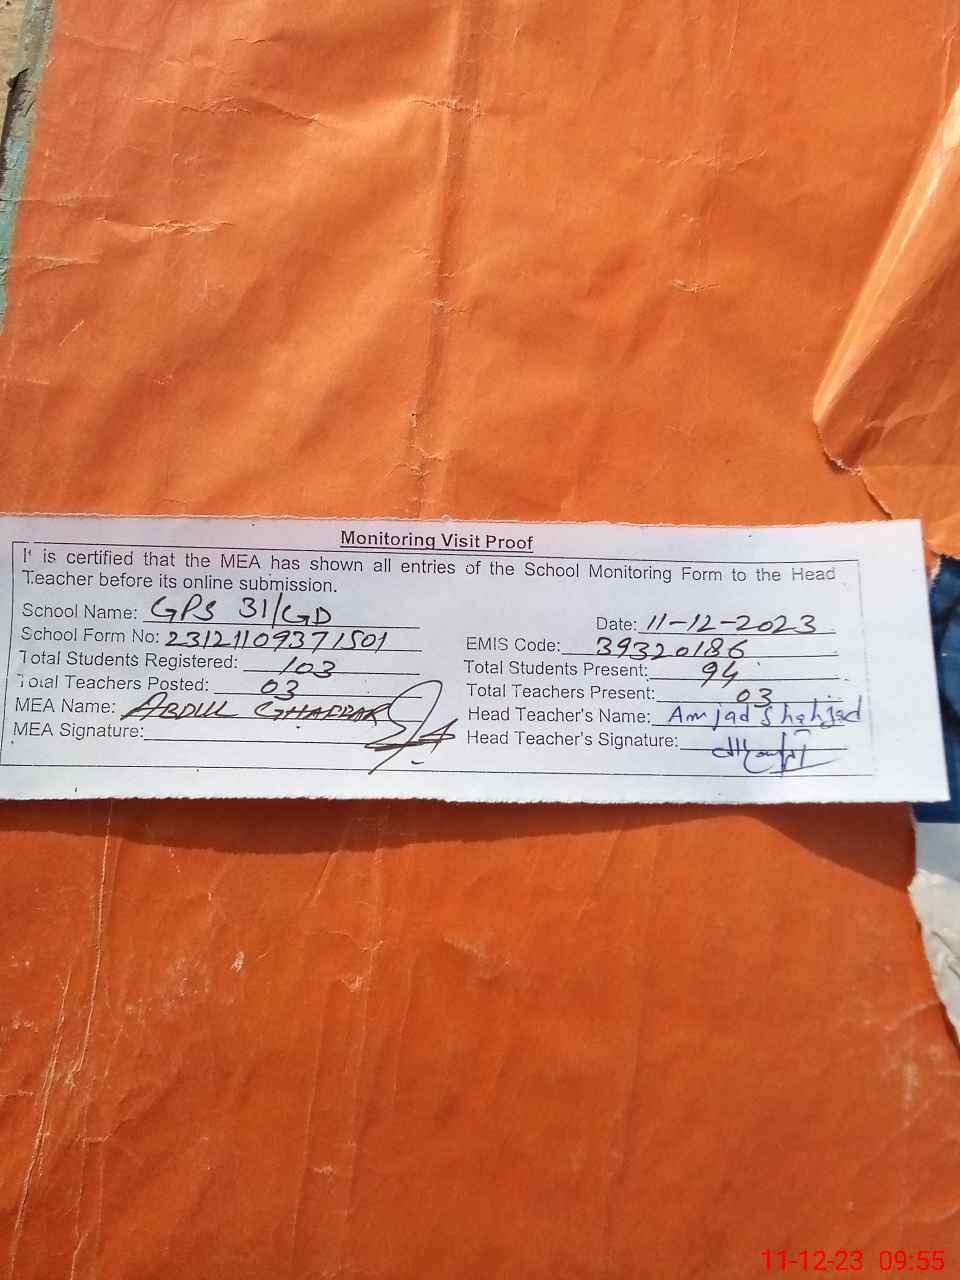 Monitoring Visit Proof
It is certified that the MEA has shown all entries of the School Monitoring Form to the Head
Teacher before its online submission.
School Name: GPS 31/GD
Date: 11-12-2023
School Form No: 23121109371501
EMIS Code: 39320186
Total Students Registered: 103
Total Students Present: 94
Total Teachers Posted: 03
Total Teachers Present: 03
MEA Name: ABDUL GHAFFAR
Head Teacher's Name: Amjad Shahjad
MEA Signature:
Head Teacher's Signature:
11-12-23 09:55